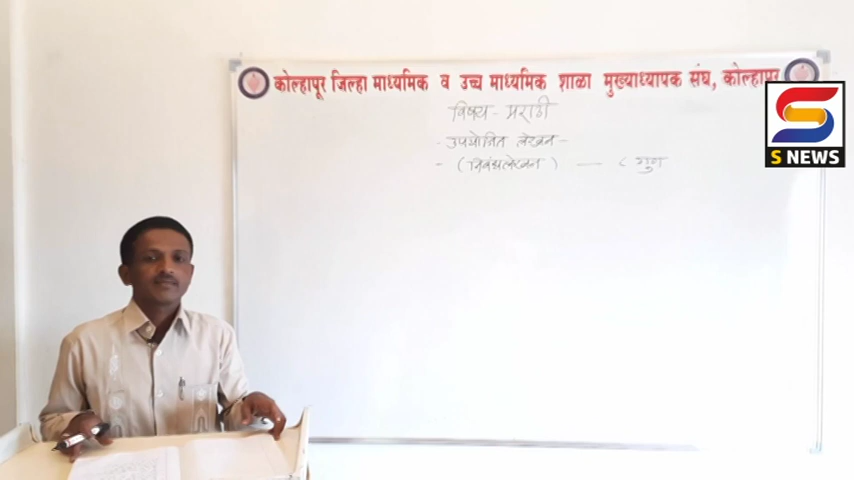 कोल्हापूर जिल्हा माध्यमिक व उच्च माध्यमिक शाळा मुख्याध्यापक संघ, कोल्हापूर
विषय - मराठी
- उपयोजित लेखन -
- (निबंधलेखन) — ८ गुण
S NEWS